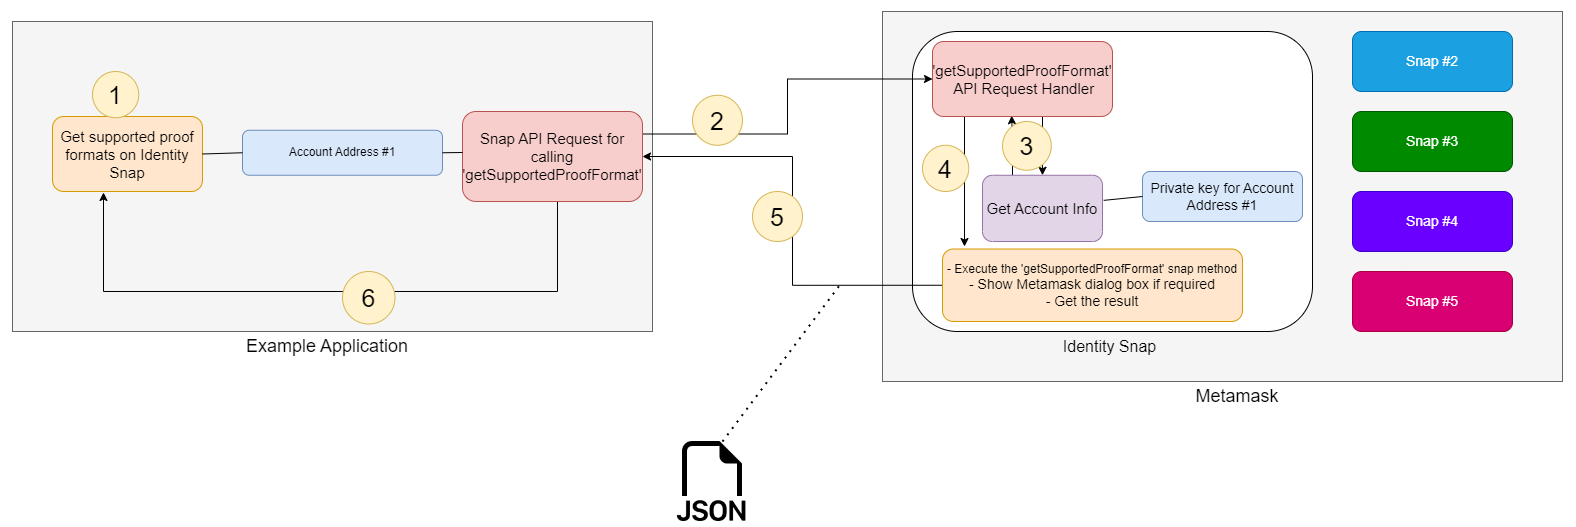 1
Get supported proof
formats on Identity
Snap
Account Address #1
Snap API Request for
calling
'getSupportedProofFormat'
2
5
6
Example Application
'getSupportedProofFormat'
API Request Handler
3
4
Get Account Info
Private key for Account
Address #1
- Execute the 'getSupportedProofFormat' snap method
- Show Metamask dialog box if required
- Get the result
Identity Snap
Snap #2
Snap #3
Snap #4
Snap #5
Metamask
JSON